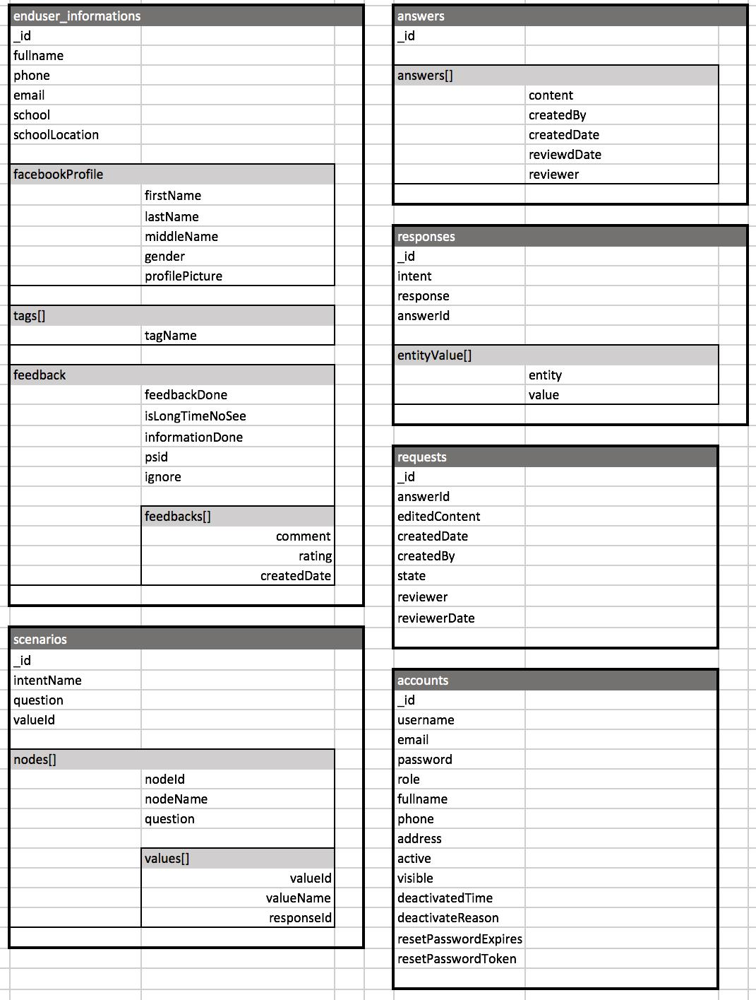 enduser_informations
_id
fullname
phone
email
school
schoolLocation
facebookProfile
firstName
lastName
middleName
gender
profilePicture
tags[]
tagName
feedback
feedbackDone
isLongTimeNoSee
informationDone
psid
ignore
feedbacks[]
comment
rating
createdDate
scenarios
_id
intentName
question
valueId
nodes[]
nodeId
nodeName
question
values[]
valueId
valueName
responseId
answers
_id
answers[]
content
createdBy
createdDate
reviewdDate
reviewer
responses
_id
intent
response
answerId
entityValue[]
entity
value
requests
_id
answerId
editedContent
createdDate
createdBy
state
reviewer
reviewerDate
accounts
_id
username
email
password
role
fullname
phone
address
active
visible
deactivatedTime
deactivateReason
resetPasswordExpires
resetPasswordToken